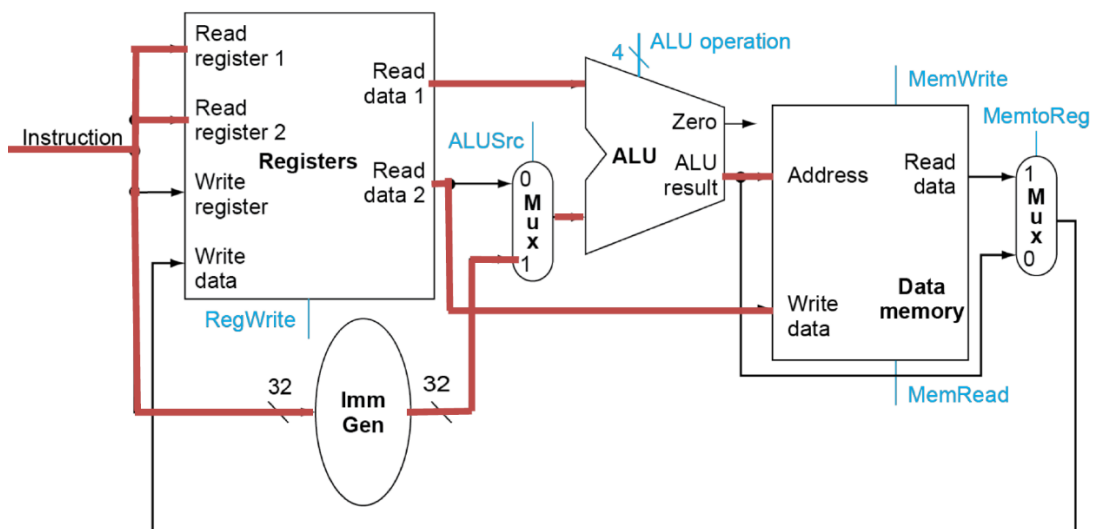 Instruction
Read
register 1
Read
register 2
Write
register
Write
data
Registers
Read
data 1
Read
data 2
RegWrite
32
Imm
Gen
32
ALUSrc
0
Mux
1
4
ALU operation
Zero
ALU
ALU
result
MemWrite
Address
Read
data
Write
data
Data
memory
MemRead
MemtoReg
1
Mux
0